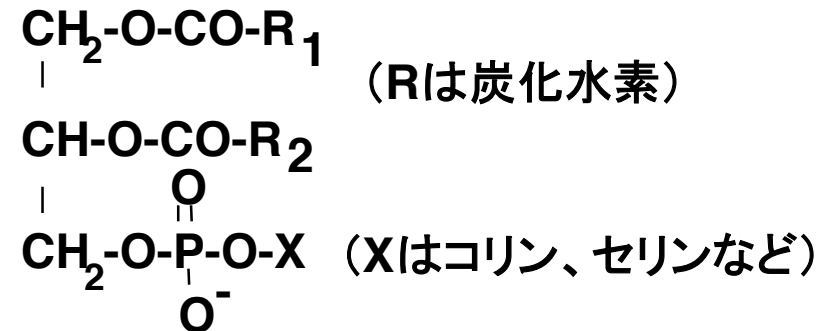 CH2-O-CO-R1
（Rは炭化水素）
CH-O-CO-R2
O
CH2-O-P-O-X （Xはコリン、セリンなど）
O-